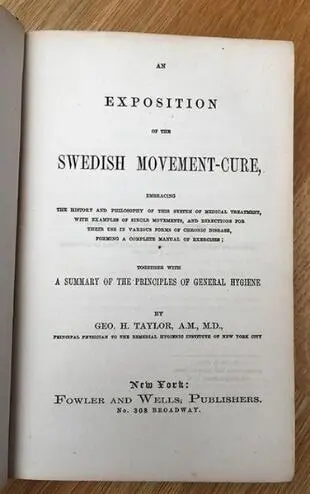 AN
EXPOSITION
OF THE
SWEDISH MOVEMENT-CURE,
EMBRACING
THE HISTORY AND PHILOSOPHY OF THIS SYSTEM OF MEDICAL TREATMENT,
WITH EXAMPLES OF SINGLE MOVEMENTS, AND DIRECTIONS FOR
THEIR USE IN VARIOUS FORMS OF CHRONIC DISEASE,
FORMING A COMPLETE MANUAL OF EXERCISES;
TOGETHER WITH
A SUMMARY OF THE PRINCIPLES OF GENERAL HYGIENE
BY
GEO. H. TAYLOR, A.M., M.D.,
PRINCIPAL PHYSICIAN TO THE REMEDIAL HYGIENIC INSTITUTE OF NEW YORK CITY
New York:
FOWLER AND WELLS, PUBLISHERS.
No. 308 BROADWAY.